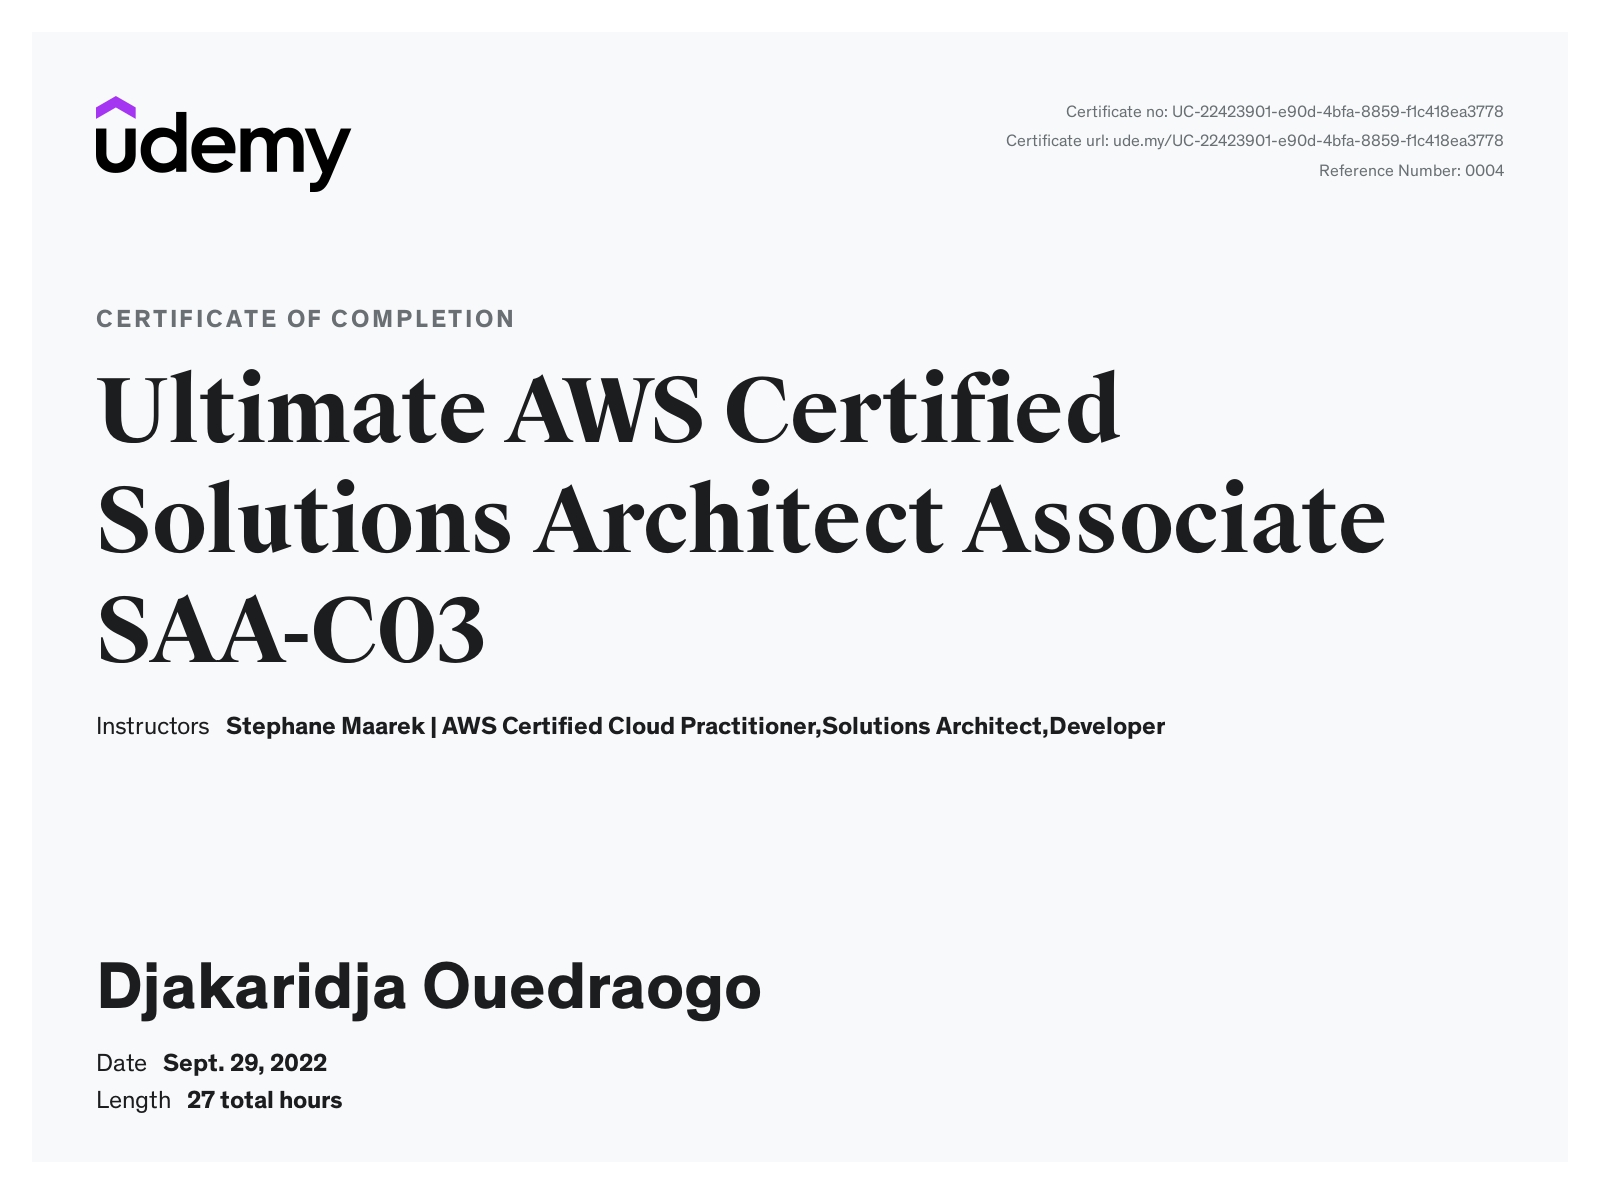 udemy
Certificate no: UC-22423901-e90d-4bfa-8859-f1c418ea3778
Certificate url: ude.my/UC-22423901-e90d-4bfa-8859-f1c418ea3778
Reference Number: 0004
CERTIFICATE OF COMPLETION
Ultimate AWS Certified
Solutions Architect Associate
SAA-C03
Instructors Stephane Maarek | AWS Certified Cloud Practitioner,Solutions Architect,Developer
Djakaridja Ouedraogo
Date Sept. 29, 2022
Length 27 total hours